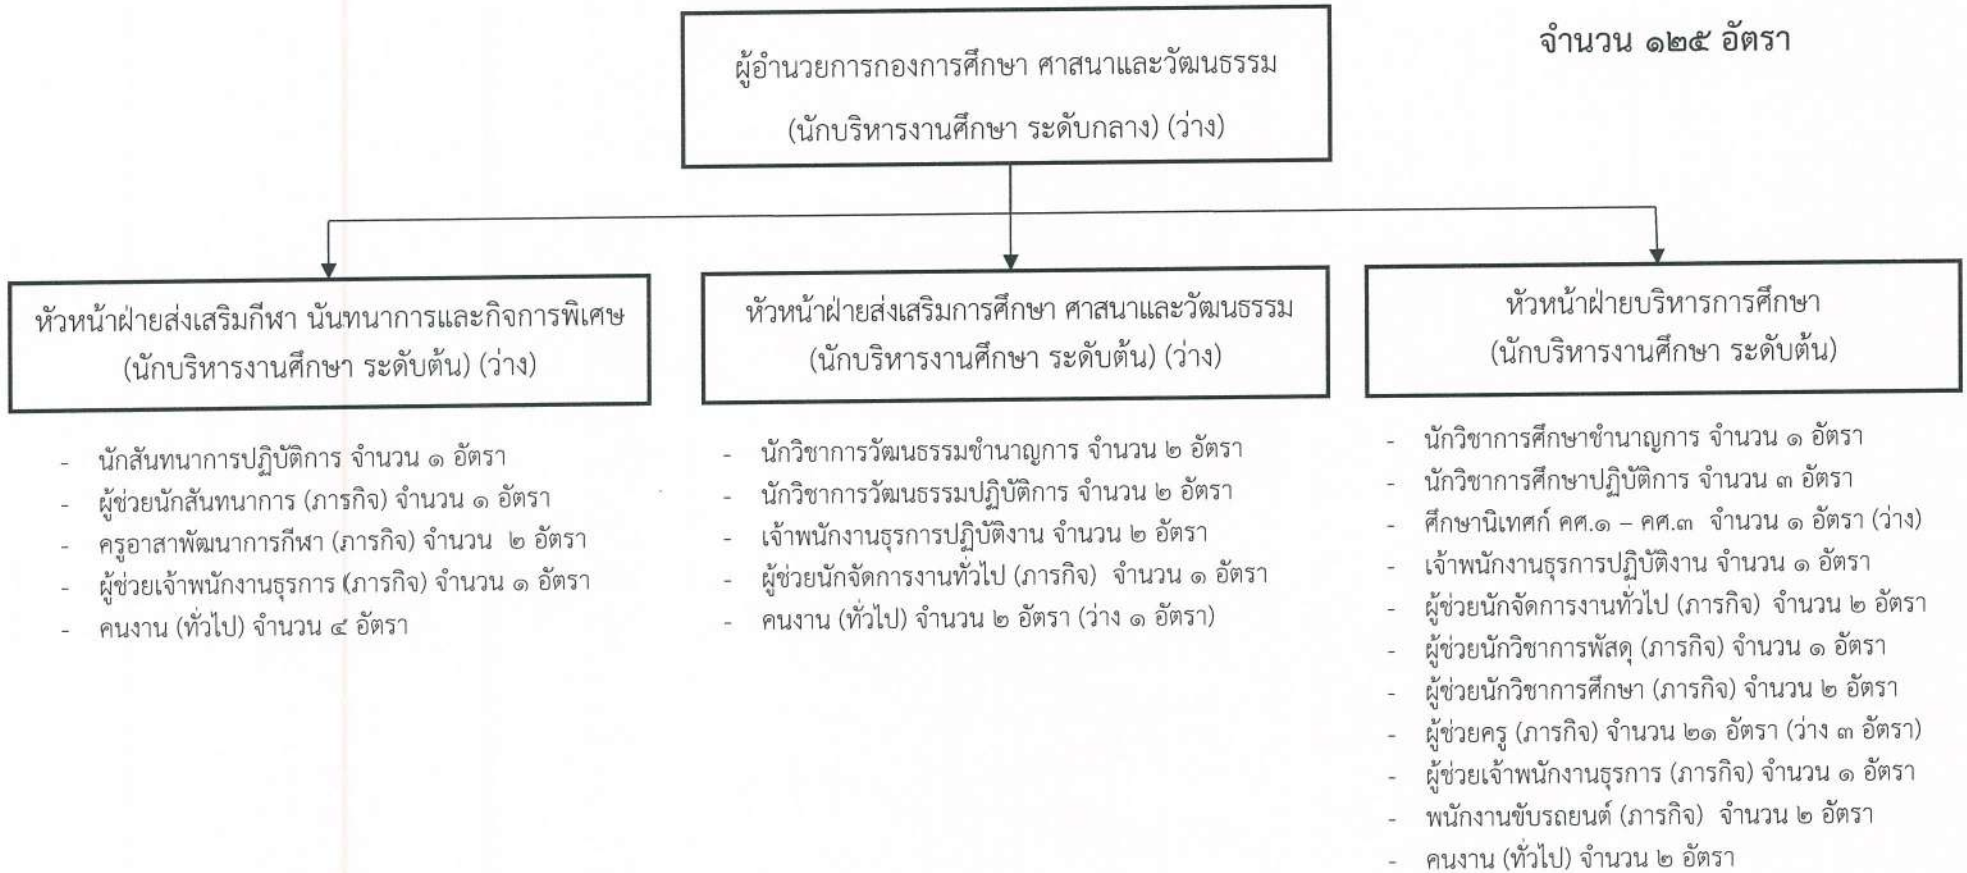 จำนวน ๑๒๕ อัตรา
ผู้อำนวยการกองการศึกษา ศาสนาและวัฒนธรรม
(นักบริหารงานศึกษา ระดับกลาง) (ว่าง)
หัวหน้าฝ่ายส่งเสริมกีฬา นันทนาการและกิจการพิเศษ
(นักบริหารงานศึกษา ระดับต้น) (ว่าง)
- นักสันทนาการปฏิบัติการ จำนวน ๑ อัตรา
- ผู้ช่วยนักสันทนาการ (ภารกิจ) จำนวน ๑ อัตรา
- ครูอาสาพัฒนาการกีฬา (ภารกิจ) จำนวน ๒ อัตรา
- ผู้ช่วยเจ้าพนักงานธุรการ (ภารกิจ) จำนวน ๑ อัตรา
- คนงาน (ทั่วไป) จำนวน ๔ อัตรา
หัวหน้าฝ่ายส่งเสริมการศึกษา ศาสนาและวัฒนธรรม
(นักบริหารงานศึกษา ระดับต้น) (ว่าง)
- นักวิชาการวัฒนธรรมชำนาญการ จำนวน ๒ อัตรา
- นักวิชาการวัฒนธรรมปฏิบัติการ จำนวน ๒ อัตรา
- เจ้าพนักงานธุรการปฏิบัติงาน จำนวน ๒ อัตรา
- ผู้ช่วยนักจัดการงานทั่วไป (ภารกิจ) จำนวน ๑ อัตรา
- คนงาน (ทั่วไป) จำนวน ๒ อัตรา (ว่าง ๑ อัตรา)
หัวหน้าฝ่ายบริหารการศึกษา
(นักบริหารงานศึกษา ระดับต้น)
- นักวิชาการศึกษาชำนาญการ จำนวน ๑ อัตรา
- นักวิชาการศึกษาปฏิบัติการ จำนวน ๓ อัตรา
- ศึกษานิเทศก์ คศ.๑ – คศ.๓ จำนวน ๑ อัตรา (ว่าง)
- เจ้าพนักงานธุรการปฏิบัติงาน จำนวน ๑ อัตรา
- ผู้ช่วยนักจัดการงานทั่วไป (ภารกิจ) จำนวน ๒ อัตรา
- ผู้ช่วยนักวิชาการพัสดุ (ภารกิจ) จำนวน ๑ อัตรา
- ผู้ช่วยนักวิชาการศึกษา (ภารกิจ) จำนวน ๒ อัตรา
- ผู้ช่วยครู (ภารกิจ) จำนวน ๒๑ อัตรา (ว่าง ๓ อัตรา)
- ผู้ช่วยเจ้าพนักงานธุรการ (ภารกิจ) จำนวน ๑ อัตรา
- พนักงานขับรถยนต์ (ภารกิจ) จำนวน ๒ อัตรา
- คนงาน (ทั่วไป) จำนวน ๒ อัตรา